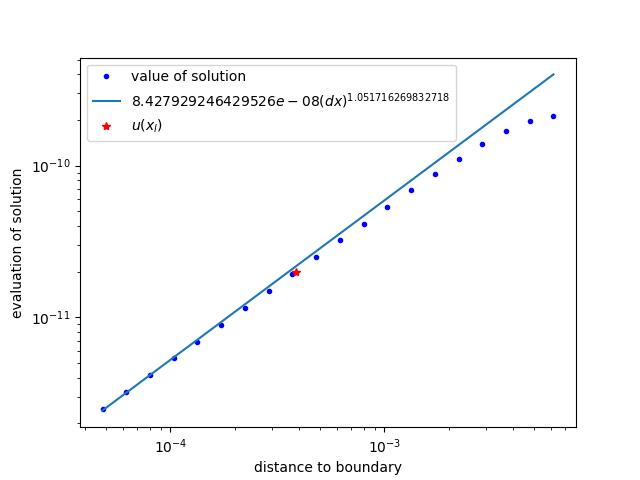 value of solution
8.427929246429526e − 08(dx)^1.051716269832718
u(x_l)
10^−10
10^−11
evaluation of solution
10^−4
10^−3
distance to boundary